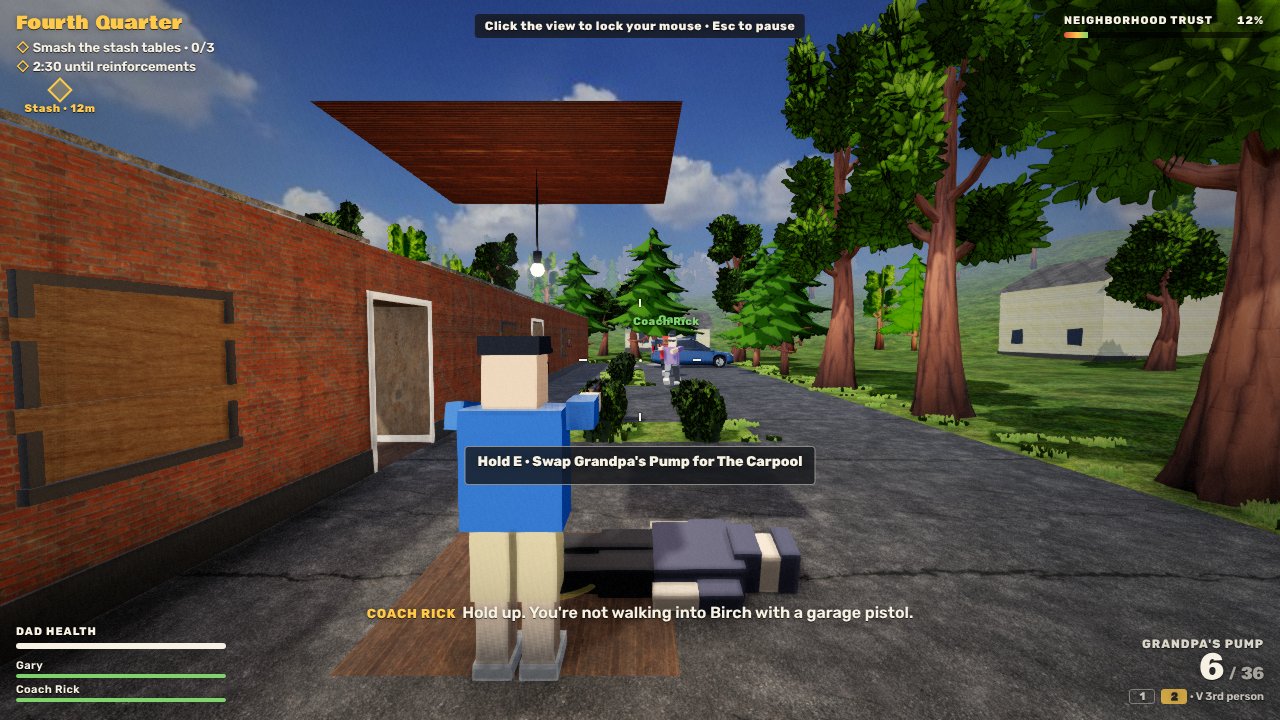 Fourth Quarter
Smash the stash tables · 0/3
2:30 until reinforcements
Stash · 12m
Click the view to lock your mouse · Esc to pause
NEIGHBORHOOD TRUST 12%
Coach Rick
Hold E · Swap Grandpa's Pump for The Carpool
COACH RICK Hold up. You're not walking into Birch with a garage pistol.
DAD HEALTH
Gary
Coach Rick
GRANDPA'S PUMP
6 / 36
1 2 · V 3rd person